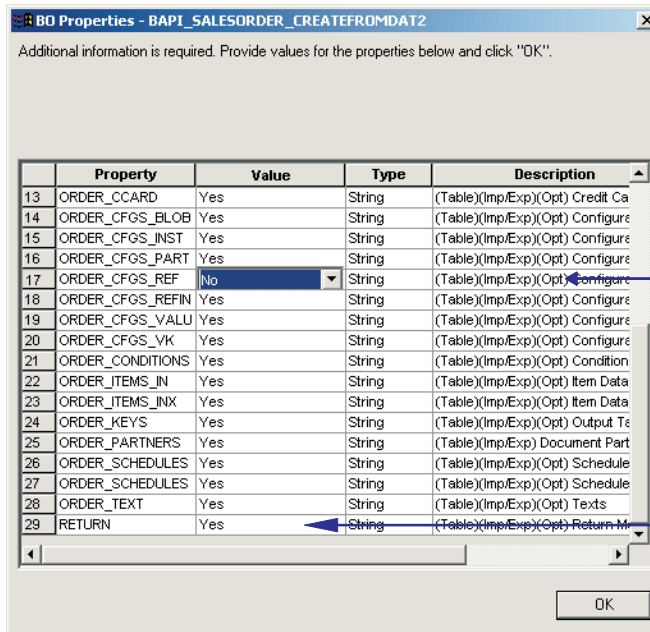 BO Properties - BAPI_SALESORDER_CREATEFROMDAT2
Additional information is required. Provide values for the properties below and click "OK".
Property Value Type Description
13 ORDER_CCARD Yes String (Table)(Imp/Exp)(Opt) Credit Ca
14 ORDER_CFGS_BLOB Yes String (Table)(Imp/Exp)(Opt) Configura
15 ORDER_CFGS_INST Yes String (Table)(Imp/Exp)(Opt) Configura
16 ORDER_CFGS_PART Yes String (Table)(Imp/Exp)(Opt) Configura
17 ORDER_CFGS_REF No String (Table)(Imp/Exp)(Opt) Configura
18 ORDER_CFGS_REFIN Yes String (Table)(Imp/Exp)(Opt) Configura
19 ORDER_CFGS_VALU Yes String (Table)(Imp/Exp)(Opt) Configura
20 ORDER_CFGS_VK Yes String (Table)(Imp/Exp)(Opt) Configura
21 ORDER_CONDITIONS Yes String (Table)(Imp/Exp)(Opt) Condition
22 ORDER_ITEMS_IN Yes String (Table)(Imp/Exp)(Opt) Item Data
23 ORDER_ITEMS_INX Yes String (Table)(Imp/Exp)(Opt) Item Data
24 ORDER_KEYS Yes String (Table)(Imp/Exp)(Opt) Output Ta
25 ORDER_PARTNERS Yes String (Table)(Imp/Exp) Document Part
26 ORDER_SCHEDULES Yes String (Table)(Imp/Exp)(Opt) Schedule
27 ORDER_SCHEDULES Yes String (Table)(Imp/Exp)(Opt) Schedule
28 ORDER_TEXT Yes String (Table)(Imp/Exp)(Opt) Texts
29 RETURN Yes String (Table)(Imp/Exp)(Opt) Return M
OK